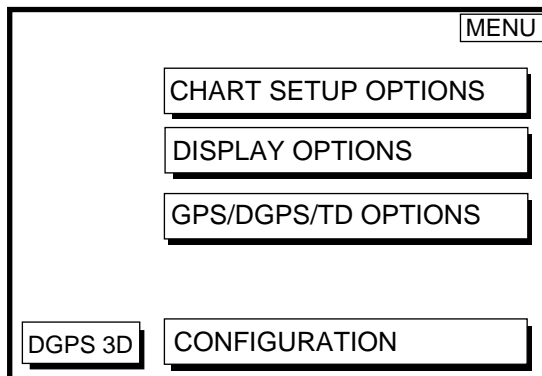 MENU
CHART SETUP OPTIONS
DISPLAY OPTIONS
GPS/DGPS/TD OPTIONS
DGPS 3D
CONFIGURATION